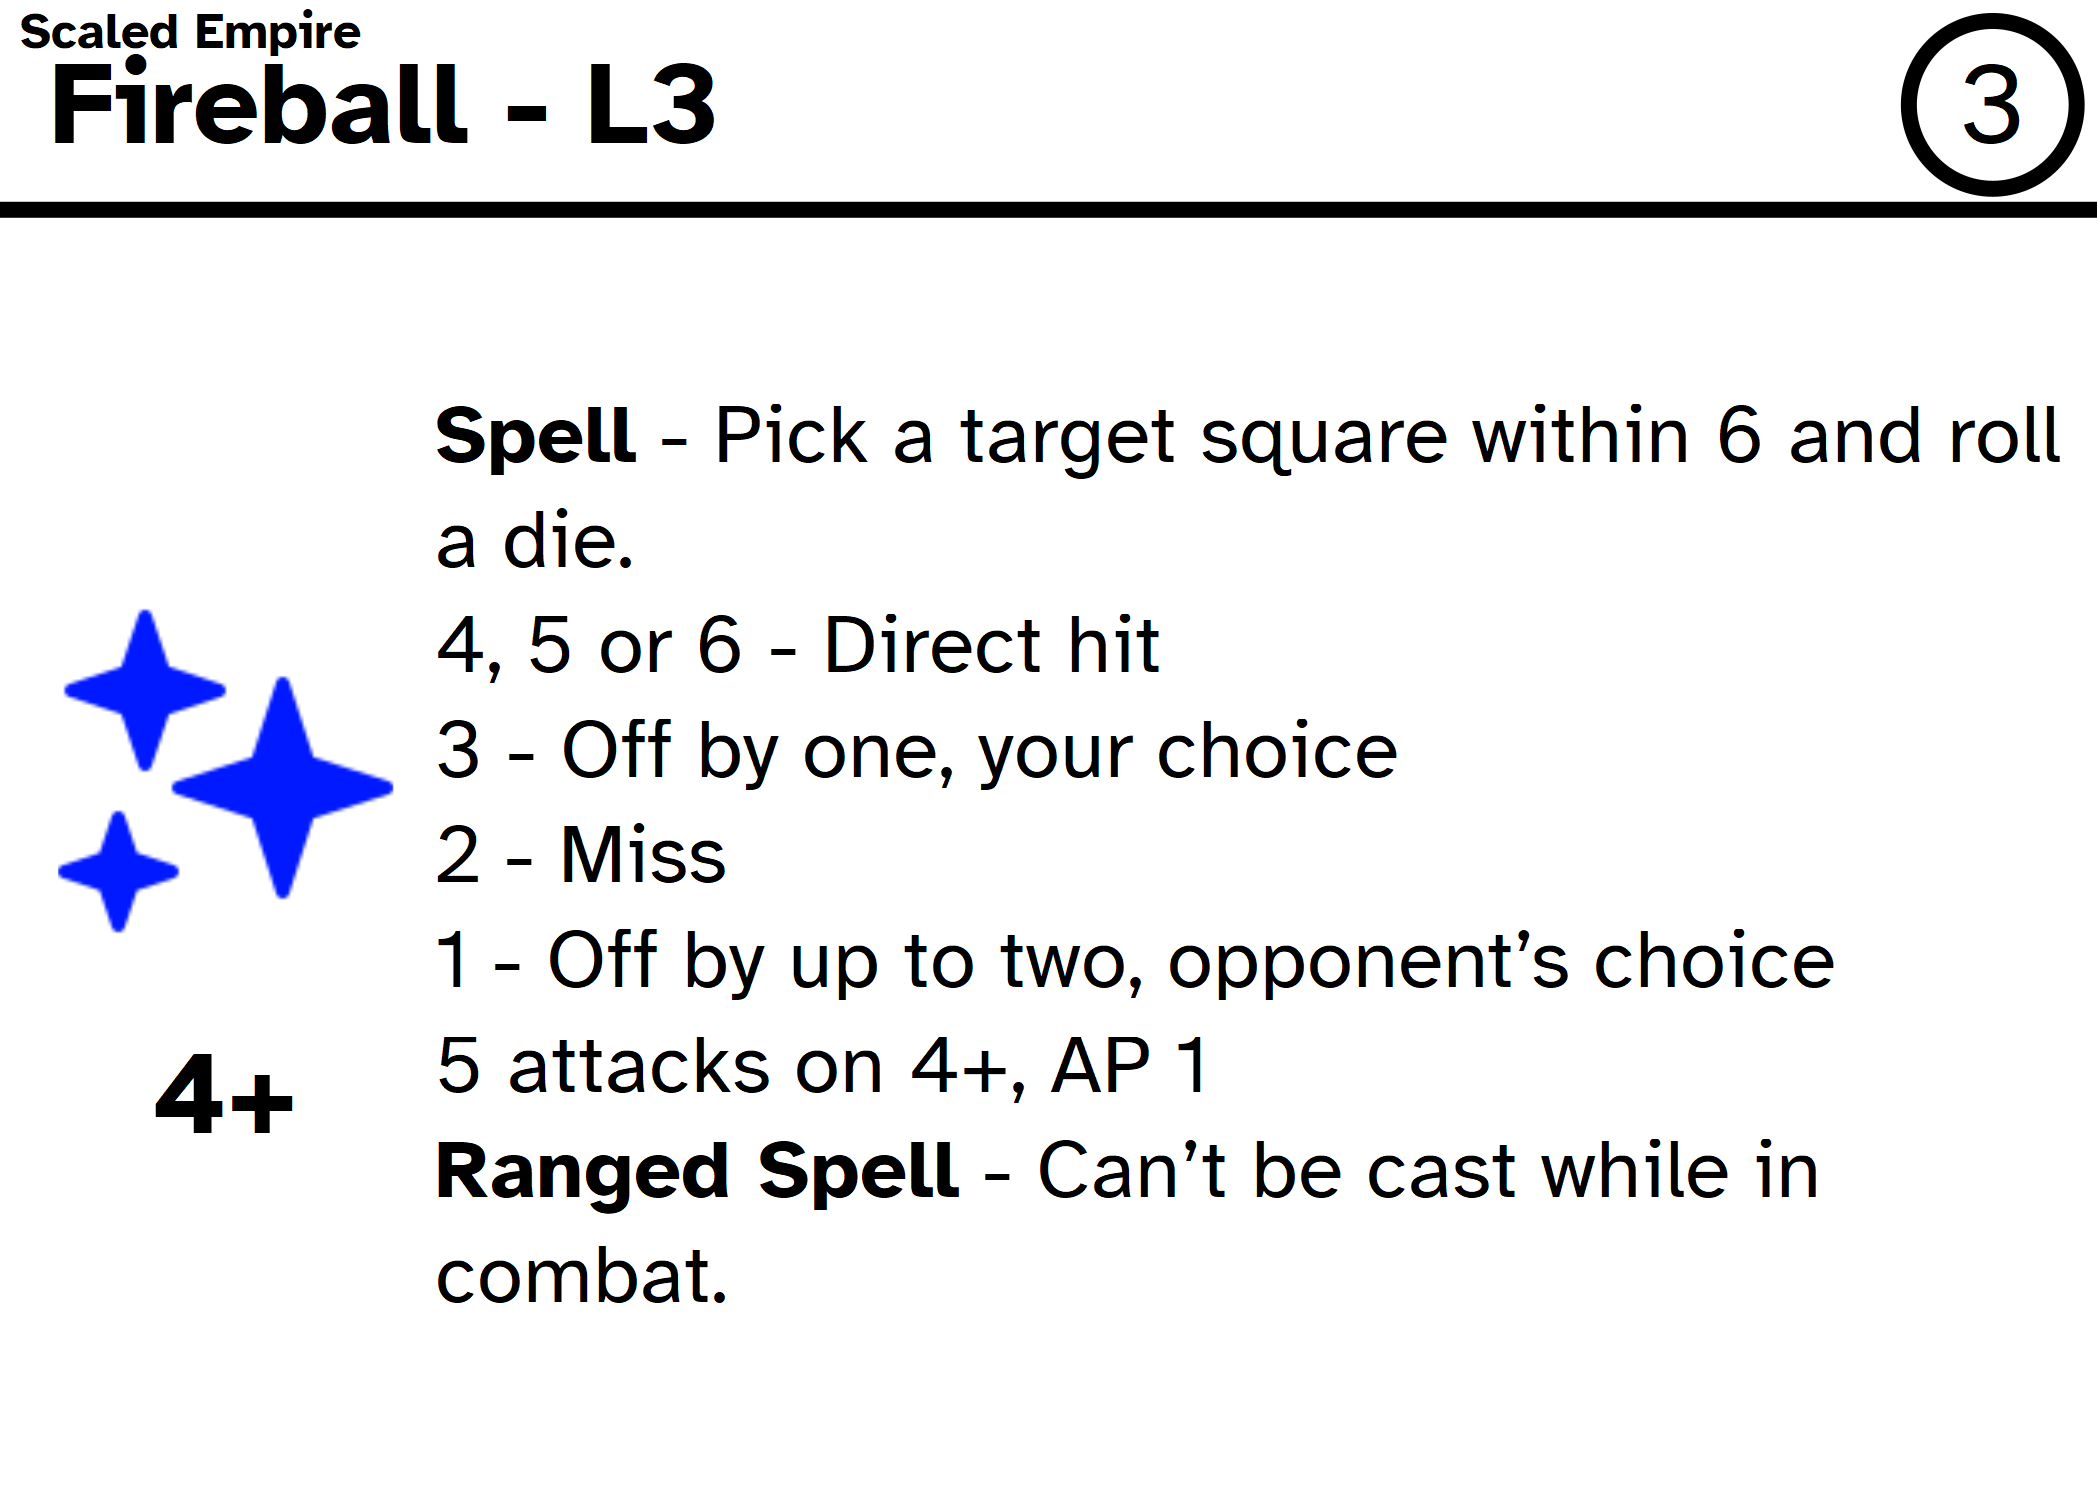 Scaled Empire
Fireball - L3
3
Spell - Pick a target square within 6 and roll
a die.
4, 5 or 6 - Direct hit
3 - Off by one, your choice
2 - Miss
1 - Off by up to two, opponent’s choice
5 attacks on 4+, AP 1
Ranged Spell - Can’t be cast while in
combat.
4+